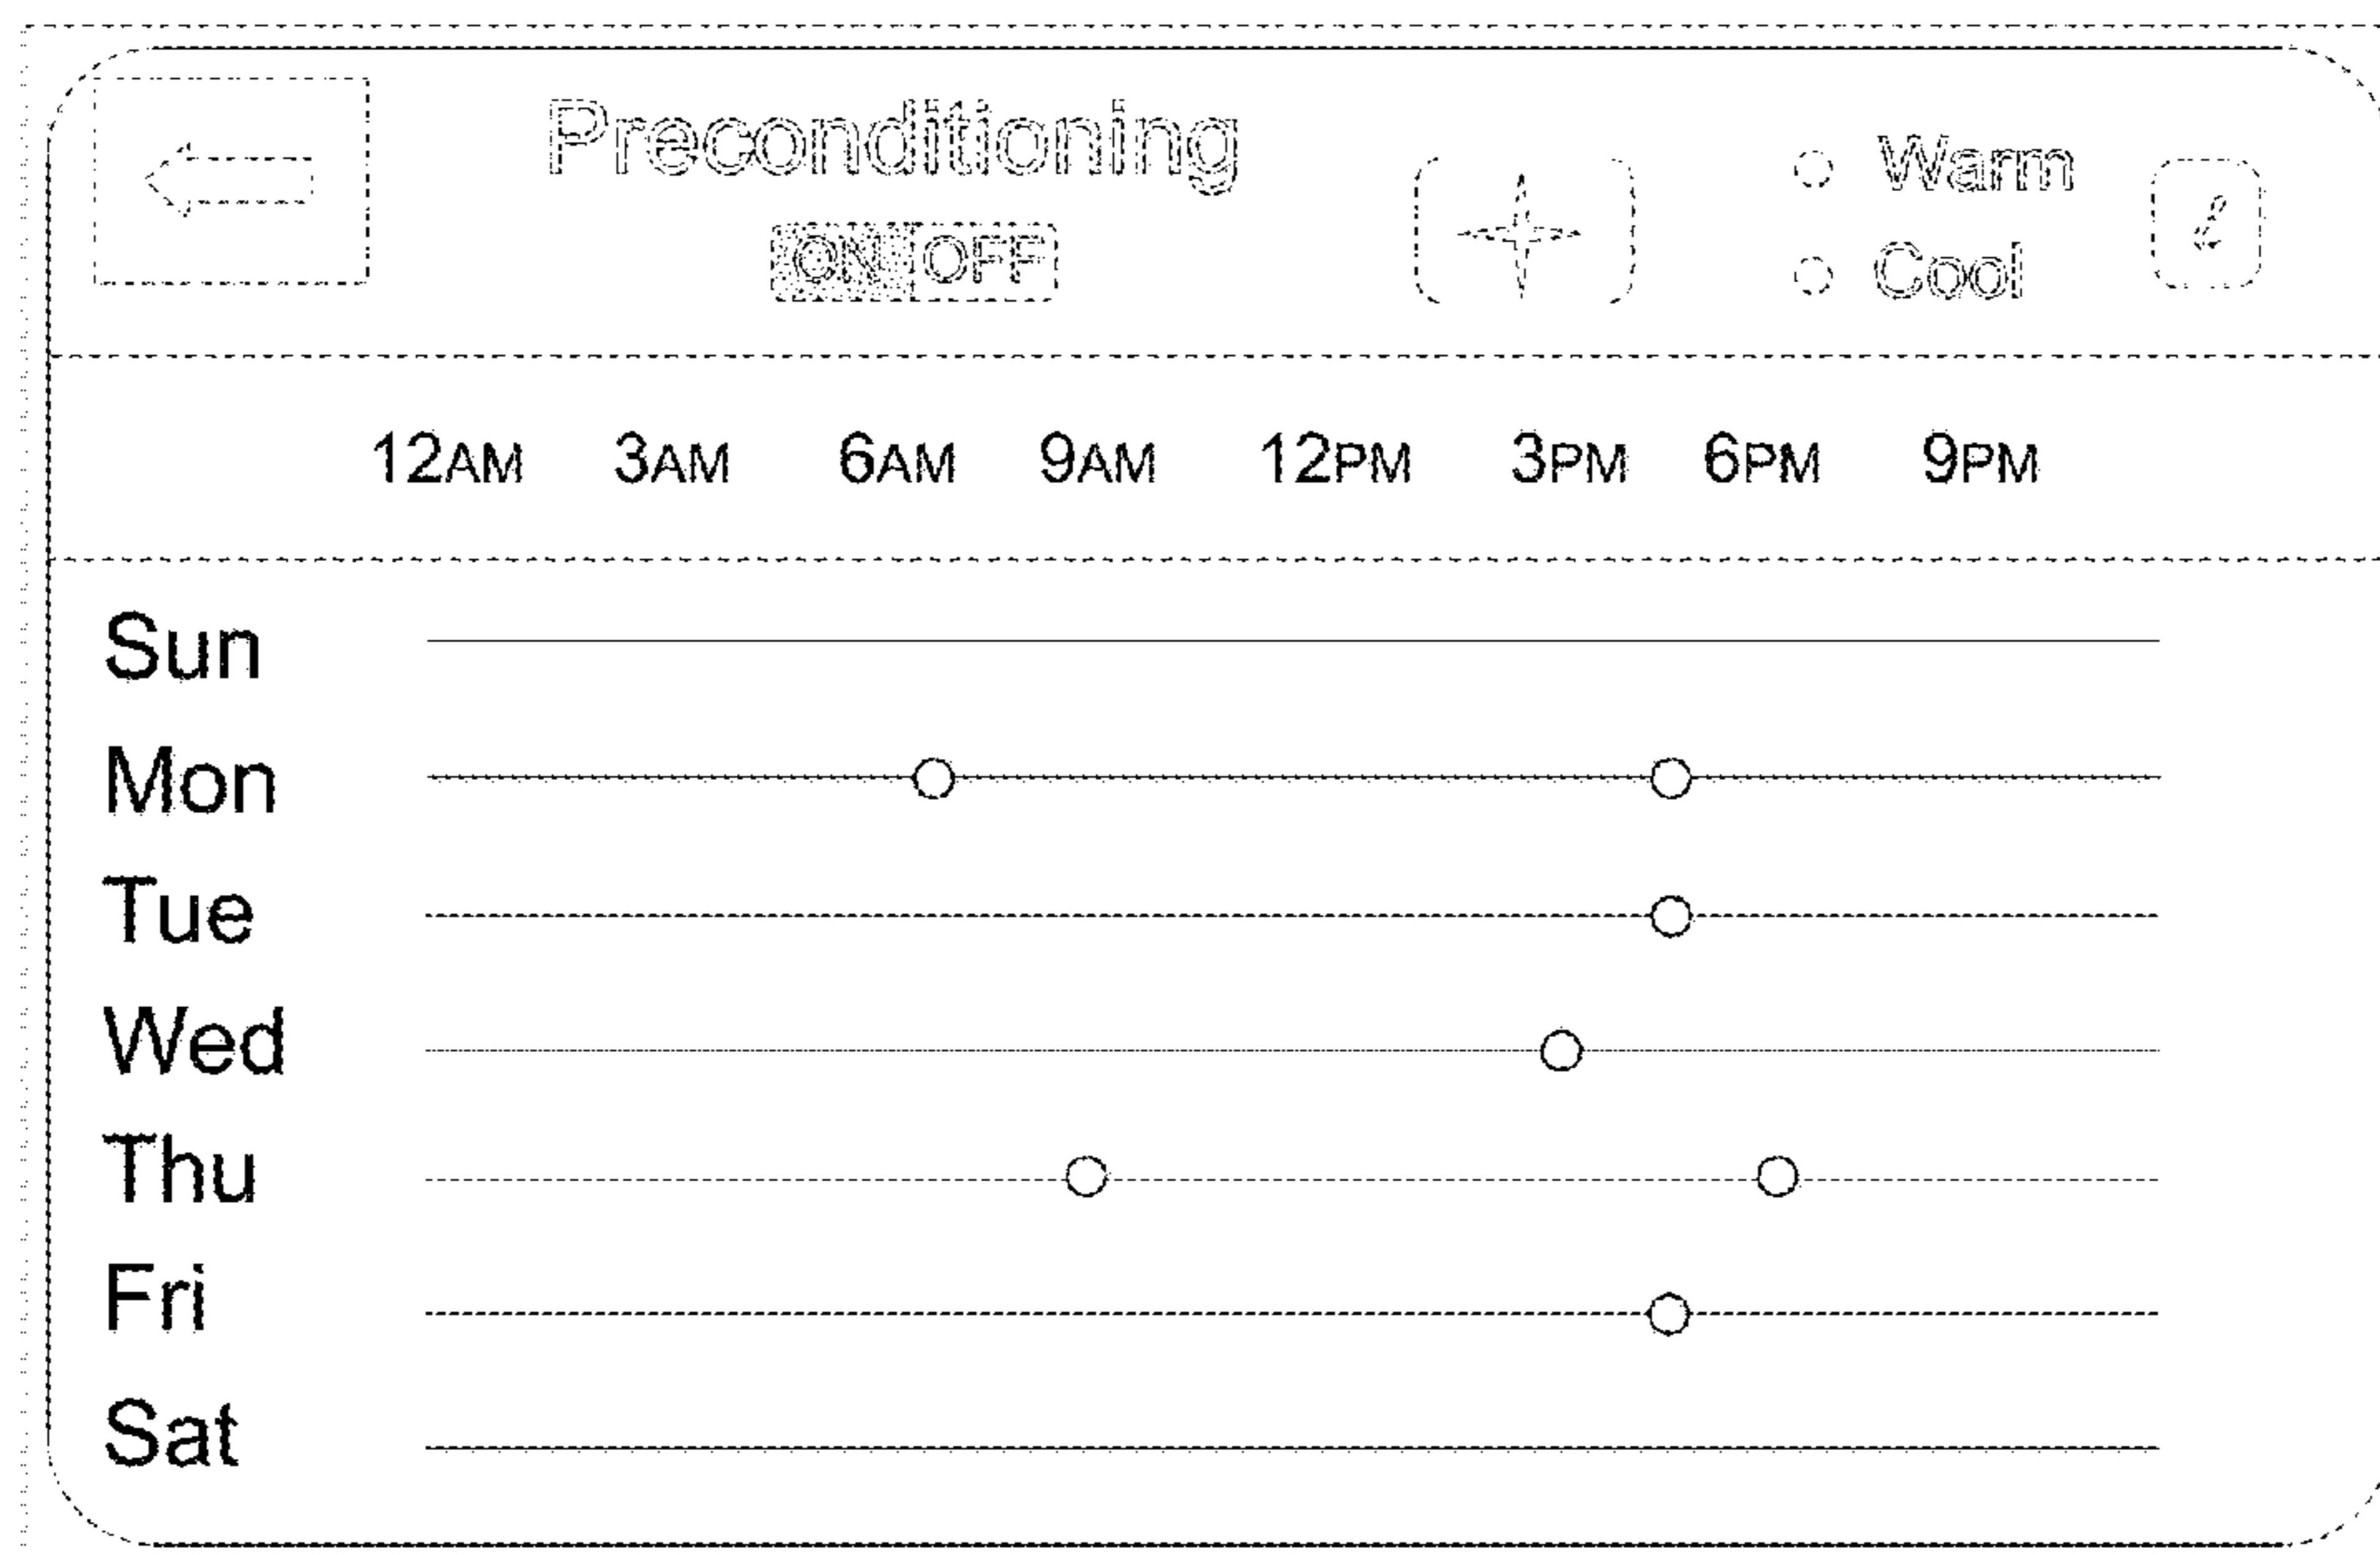 Preconditioning
ON OFF
Warm
Cool
12AM 3AM 6AM 9AM 12PM 3PM 6PM 9PM
Sun
Mon
Tue
Wed
Thu
Fri
Sat